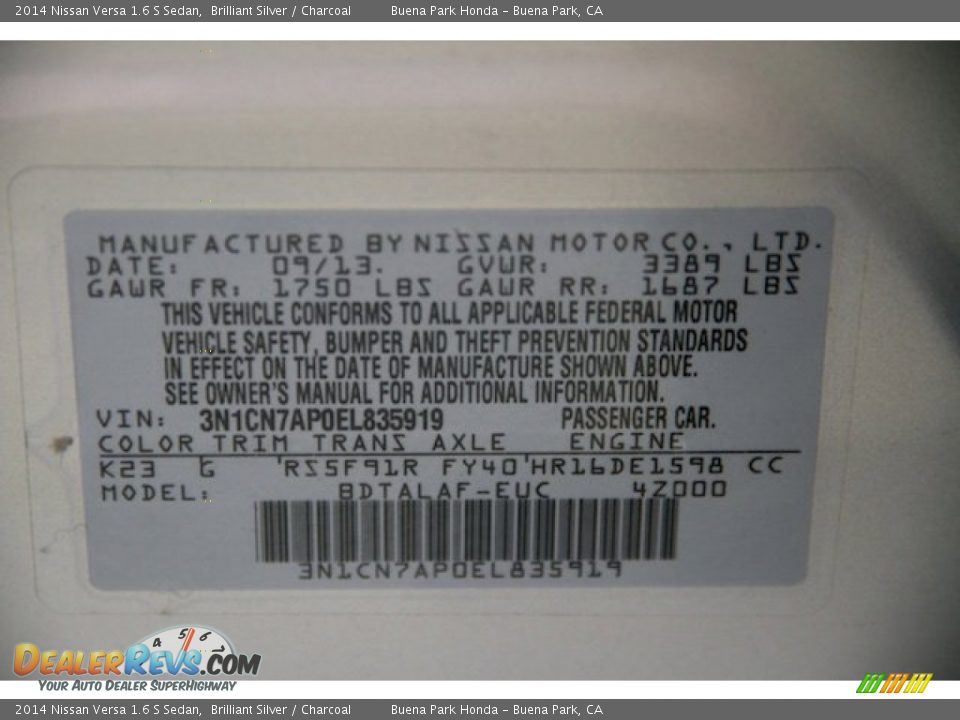 2014 Nissan Versa 1.6 S Sedan, Brilliant Silver / Charcoal Buena Park Honda – Buena Park, CA
MANUFACTURED BY NISSAN MOTOR CO., LTD.
DATE: 09/13. GVWR: 3389 LBS
GAWR FR: 1750 LBS GAWR RR: 1687 LBS
THIS VEHICLE CONFORMS TO ALL APPLICABLE FEDERAL MOTOR
VEHICLE SAFETY, BUMPER AND THEFT PREVENTION STANDARDS
IN EFFECT ON THE DATE OF MANUFACTURE SHOWN ABOVE.
SEE OWNER'S MANUAL FOR ADDITIONAL INFORMATION.
VIN: 3N1CN7AP0EL835919 PASSENGER CAR.
COLOR TRIM TRANS AXLE ENGINE
K23 G 'RS5F91R FY40'HR16DE1598 CC
MODEL: BDTALAF-EUC 4Z000
3N1CN7AP0EL835919
4 5 6
DEALERREVS.COM
YOUR AUTO DEALER SUPERHIGHWAY
2014 Nissan Versa 1.6 S Sedan, Brilliant Silver / Charcoal Buena Park Honda – Buena Park, CA